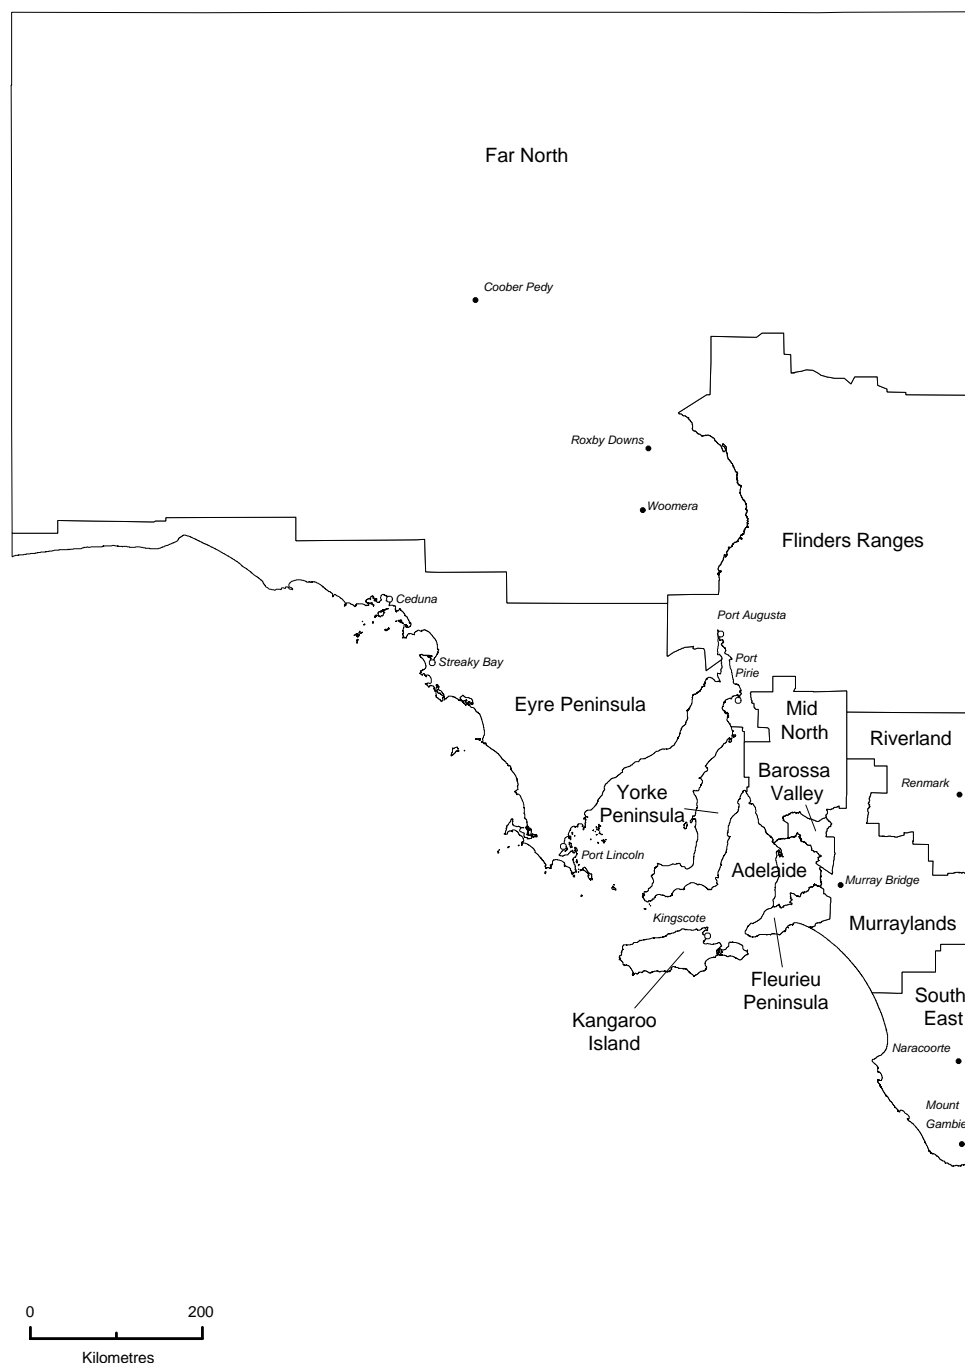 Far North
Coober Pedy
Roxby Downs
Woomera
Flinders Ranges
Ceduna
Port Augusta
Streaky Bay
Port
Pirie
Eyre Peninsula
Mid
North
Riverland
Barossa
Valley
Renmark
Yorke
Peninsula
Port Lincoln
Adelaide
Murray Bridge
Kingscote
Murraylands
Fleurieu
Peninsula
South
East
Kangaroo
Island
Naracoorte
Mount
Gambie
0 200
Kilometres